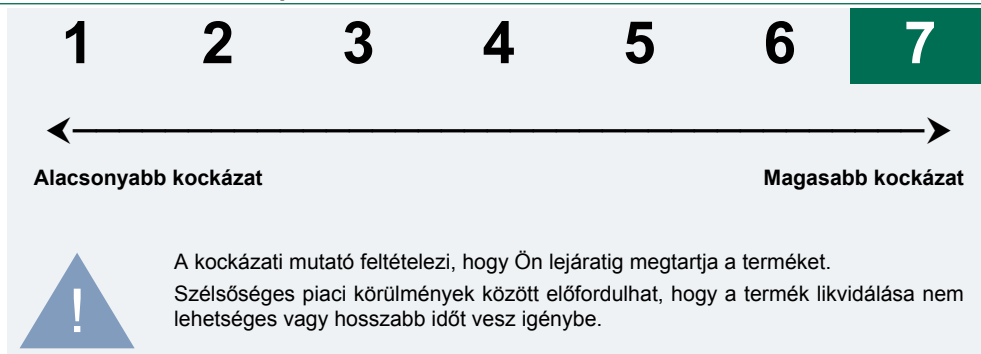 1 2 3 4 5 6 7
Alacsonyabb kockázat Magasabb kockázat
A kockázati mutató feltételezi, hogy Ön lejáratig megtartja a terméket.
Szélsőséges piaci körülmények között előfordulhat, hogy a termék likvidálása nem
lehetséges vagy hosszabb időt vesz igénybe.
!